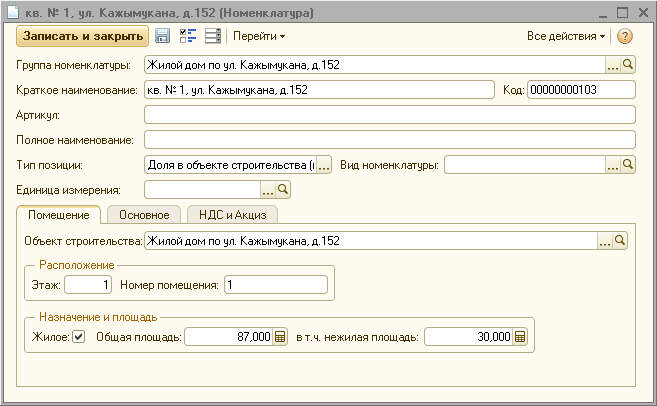 кв. № 1, ул. Кажымукана, д.152 (Номенклатура)
Записать и закрыть Перейти Все действия ?
Группа номенклатуры: Жилой дом по ул. Кажымукана, д.152 ...
Краткое наименование: кв. № 1, ул. Кажымукана, д.152 Код: 00000000103
Артикул:
Полное наименование:
Тип позиции: Доля в объекте строительства ( ... Вид номенклатуры: ...
Единица измерения: ...
Помещение Основное НДС и Акциз
Объект строительства: Жилой дом по ул. Кажымукана, д.152 ...
Расположение
Этаж: 1 Номер помещения: 1
Назначение и площадь
Жилое: Общая площадь: 87,000 в т.ч. нежилая площадь: 30,000